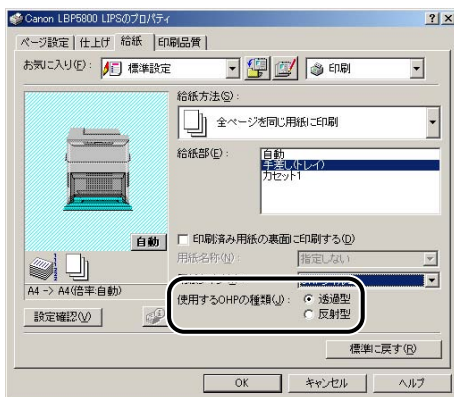 Canon LBP5800 LIPSのプロパティ
ページ設定 仕上げ 給紙 印刷品質
お気に入り(F): 標準設定 印刷
給紙方法(S):
全ページを同じ用紙に印刷
給紙部(E): 自動
手差し(トレイ)
カセット1
自動
印刷済み用紙の裏面に印刷する(D)
用紙名称(N): 指定しない
A4 -> A4(倍率:自動)
使用するOHPの種類(J): 透過型
反射型
設定確認(V)
標準に戻す(R)
OK キャンセル ヘルプ